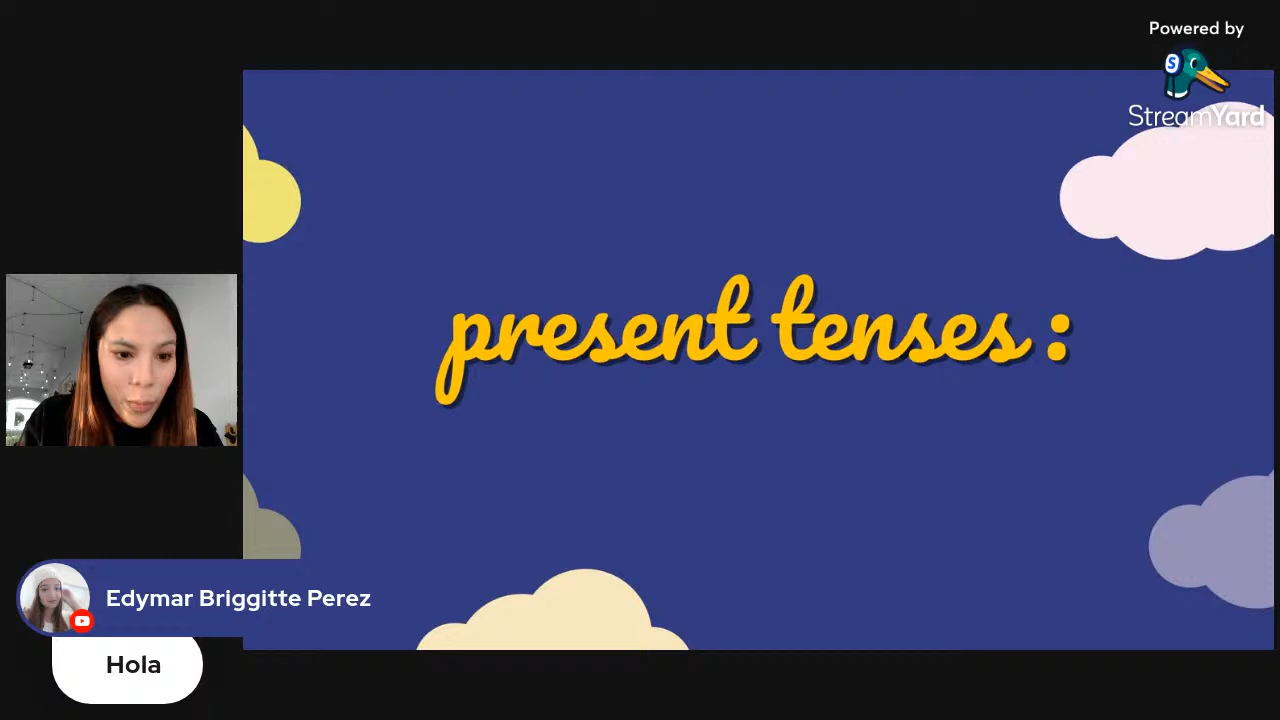 Powered by
StreamYard
present tenses :
Edymar Briggitte Perez
Hola